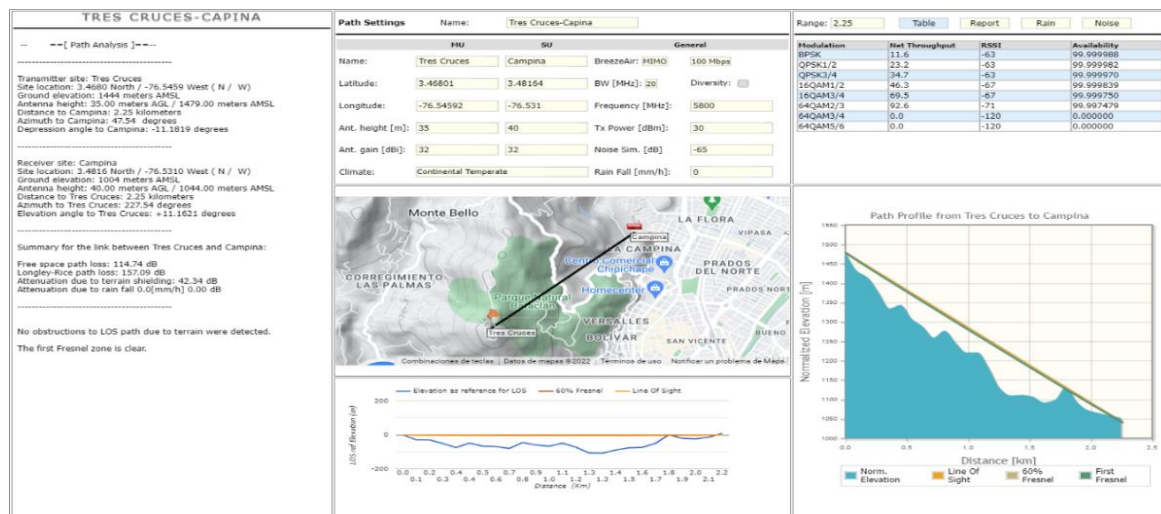 TRES CRUCES-CAPINA
-- ==[ Path Analysis ]==--
-------------------------------------------
Transmitter site: Tres Cruces
Site location: 3.4680 North / -76.5459 West ( N / W)
Ground elevation: 1444 meters AMSL
Antenna height: 35.00 meters AGL / 1479.00 meters AMSL
Distance to Campina: 2.25 kilometers
Azimuth to Campina: 47.54 degrees
Depression angle to Campina: -11.1819 degrees
-------------------------------------------
Receiver site: Campina
Site location: 3.4816 North / -76.5310 West ( N / W)
Ground elevation: 1004 meters AMSL
Antenna height: 40.00 meters AGL / 1044.00 meters AMSL
Distance to Tres Cruces: 2.25 kilometers
Azimuth to Tres Cruces: 227.54 degrees
Elevation angle to Tres Cruces: +11.1621 degrees
-------------------------------------------
Summary for the link between Tres Cruces and Campina:
Free space path loss: 114.74 dB
Longley-Rice path loss: 157.09 dB
Attenuation due to terrain shielding: 42.34 dB
Attenuation due to rain fall 0.0[mm/h] 0.00 dB
-------------------------------------------
No obstructions to LOS path due to terrain were detected.
The first Fresnel zone is clear.
Path Settings Name: Tres Cruces-Capina
MU SU General
Name: Tres Cruces Campina BreezeAir: MIMO 100 Mbps
Latitude: 3.46801 3.48164 BW [MHz]: 20 Diversity:
Longitude: -76.54592 -76.531 Frequency [MHz]: 5800
Ant. height [m]: 35 40 Tx Power [dBm]: 30
Ant. gain [dBi]: 32 32 Noise Sim. [dB] -65
Climate: Continental Temperate Rain Fall [mm/h]: 0
Monte Bello
LA FLORA
VIPASA
Campina
A CAMPINA
Centro Comercial
Chipichape
PRADOS
DEL NORTE
CORREGIMIENTO
LAS PALMAS
Homecenter
PRADOS NORT
Parque Natural
Bataclán
VERSALLES
Tres Cruces
BOLIVAR
SAN VICENTE
BUENO
Combinaciones de teclas Datos de mapas ©2022 Términos de uso Notificar un problema de Maps
Elevation as reference for LOS 60% Fresnel Line Of Sight
200
0
-200
LOS ref Elevation (m)
0.0 0.2 0.4 0.5 0.7 0.8 1.0 1.1 1.3 1.4 1.6 1.8 1.9 2.1 2.2
0.1 0.3 0.4 0.6 0.8 0.9 1.1 1.2 1.4 1.5 1.7 1.8 2.0 2.1
Distance (Km)
Range: 2.25 Table Report Rain Noise
Modulation Net Throughput RSSI Availability
BPSK 11.6 -63 99.999988
QPSK1/2 23.2 -63 99.999982
QPSK3/4 34.7 -63 99.999970
16QAM1/2 46.3 -67 99.999839
16QAM3/4 69.5 -67 99.999750
64QAM2/3 92.6 -71 99.997479
64QAM3/4 0.0 -120 0.000000
64QAM5/6 0.0 -120 0.000000
Path Profile from Tres Cruces to Campina
1550
1450
1400
1350
1300
1250
1200
1150
1100
1050
1000
Normalized Elevation [m]
0.0 0.5 1.0 1.5 2.0 2.5
Distance [km]
Norm. Elevation
Line Of Sight
60% Fresnel
First Fresnel